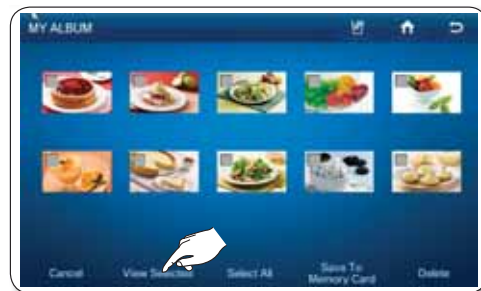 MY ALBUM
Cancel
View Selected
Select All
Save To
Memory Card
Delete